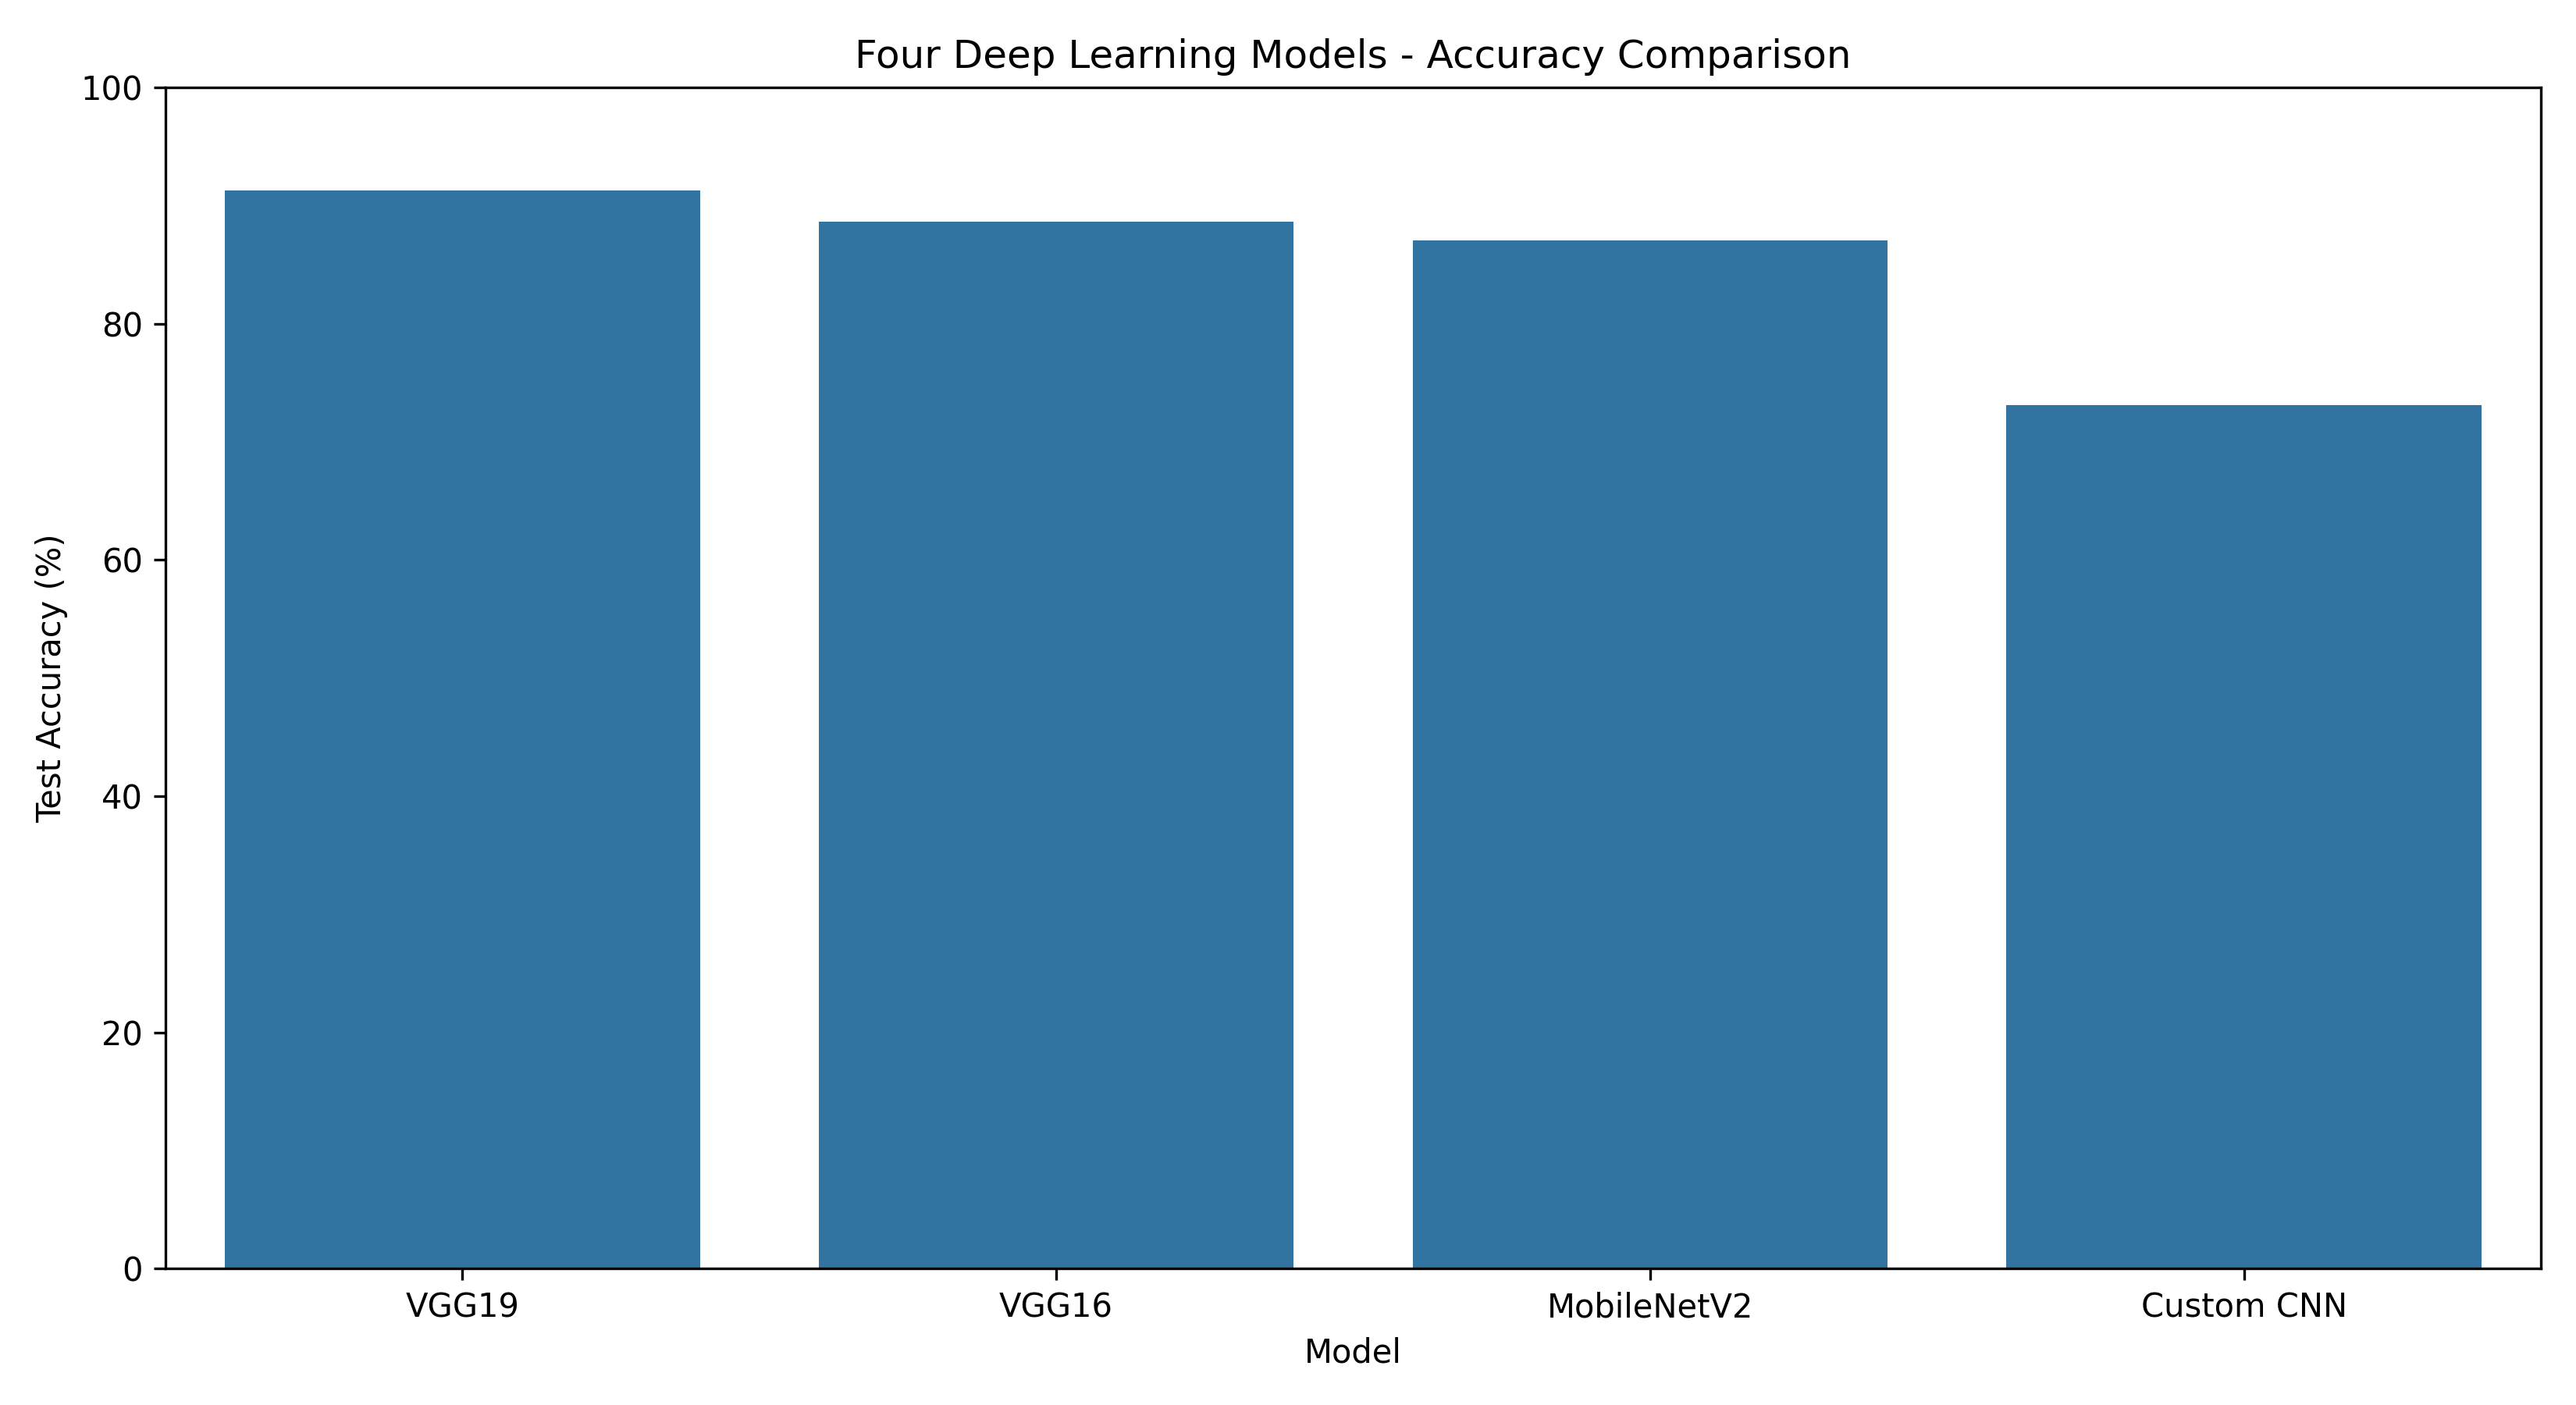 Four Deep Learning Models - Accuracy Comparison
100
80
60
40
20
0
Test Accuracy (%)
VGG19
VGG16
MobileNetV2
Custom CNN
Model